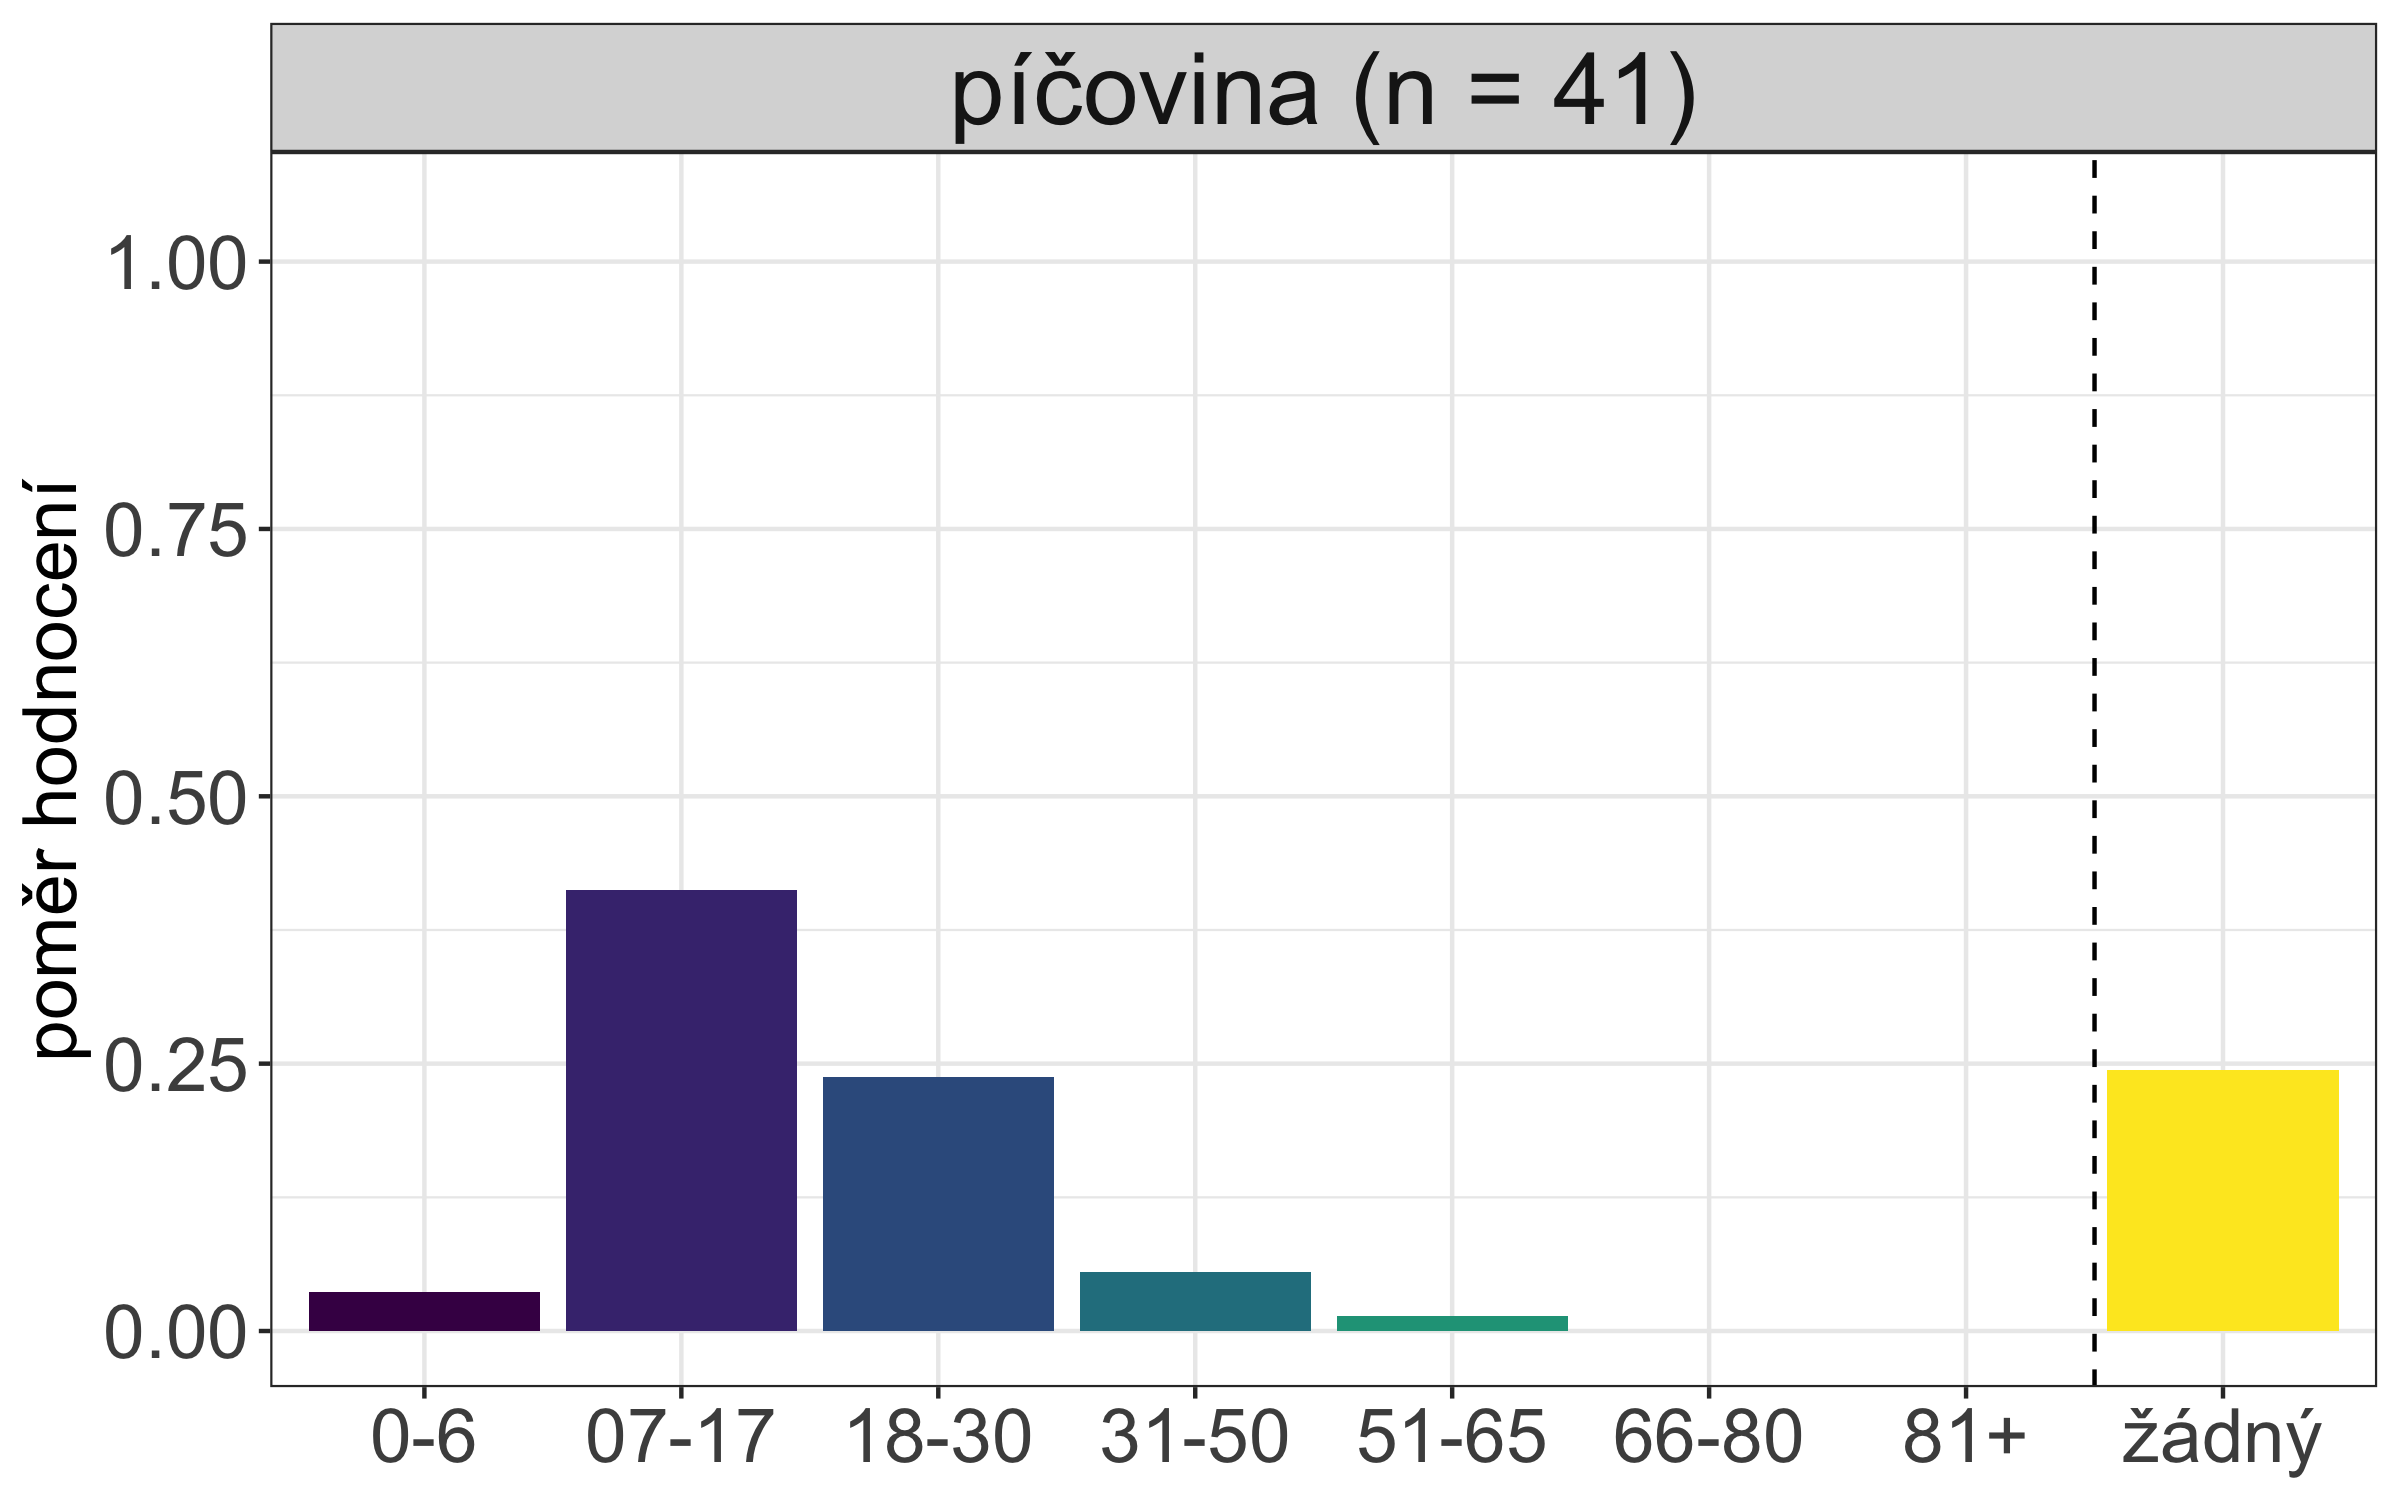 píčovina (n = 41)
poměr hodnocení
1.00
0.75
0.50
0.25
0.00
0-6 07-17 18-30 31-50 51-65 66-80 81+ žádný